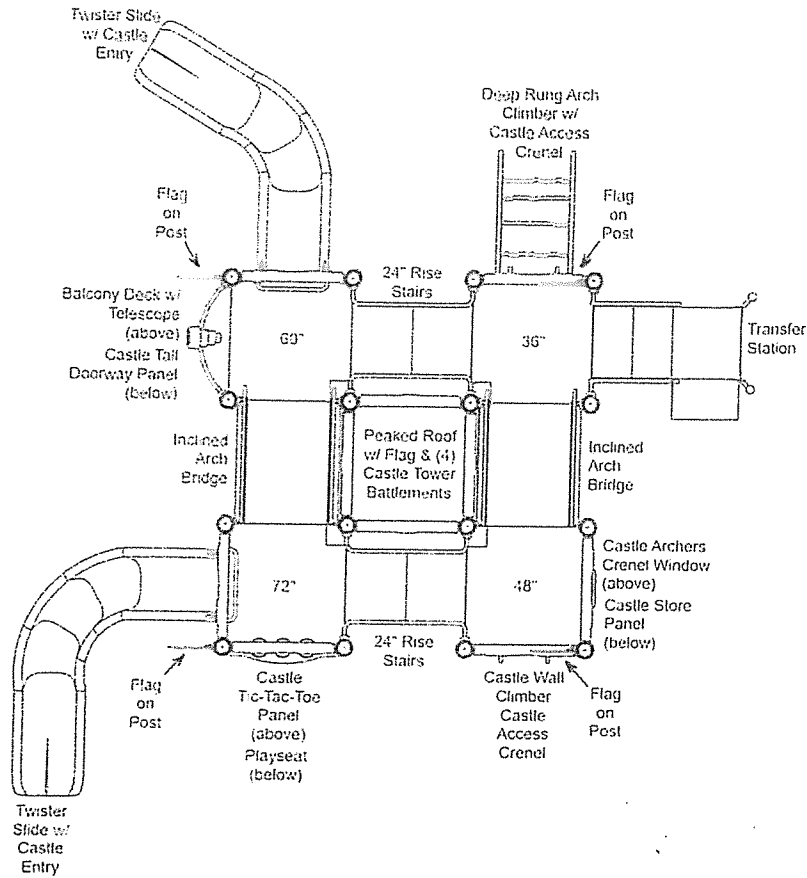 Twister Slide
w/ Castle
Entry
Deep Rung Arch
Climber w/
Castle Access
Crenel
Flag
on
Post
Flag
on
Post
24" Rise
Stairs
Balcony Deck w/
Telescope
(above)
Castle Tall
Doorway Panel
(below)
60"
36"
Transfer
Station
Inclined
Arch
Bridge
Peaked Roof
w/ Flag & (4)
Castle Tower
Battlements
Inclined
Arch
Bridge
72"
48"
Castle Archers
Crenel Window
(above)
Castle Store
Panel
(below)
24" Rise
Stairs
Flag
on
Post
Castle
Tic-Tac-Toe
Panel
(above)
Playseat
(below)
Castle Wall
Climber
Castle
Access
Crenel
Flag
on
Post
Twister
Slide w/
Castle
Entry